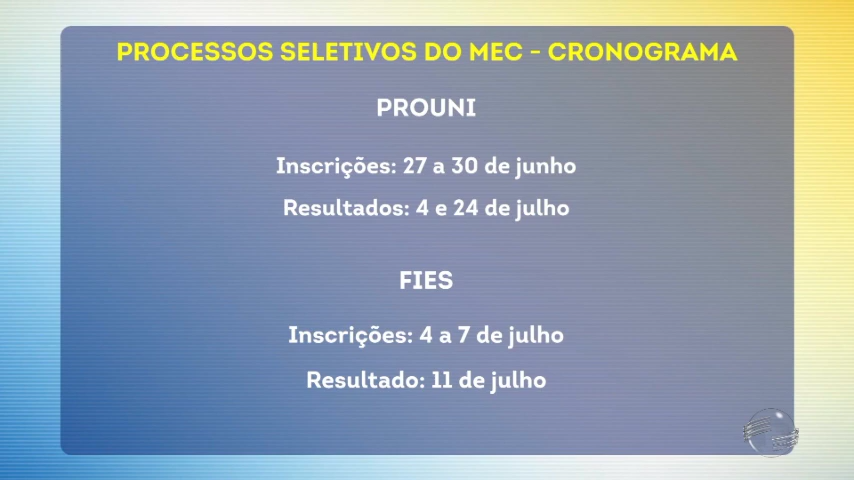 PROCESSOS SELETIVOS DO MEC - CRONOGRAMA
PROUNI
Inscrições: 27 a 30 de junho
Resultados: 4 e 24 de julho
FIES
Inscrições: 4 a 7 de julho
Resultado: 11 de julho